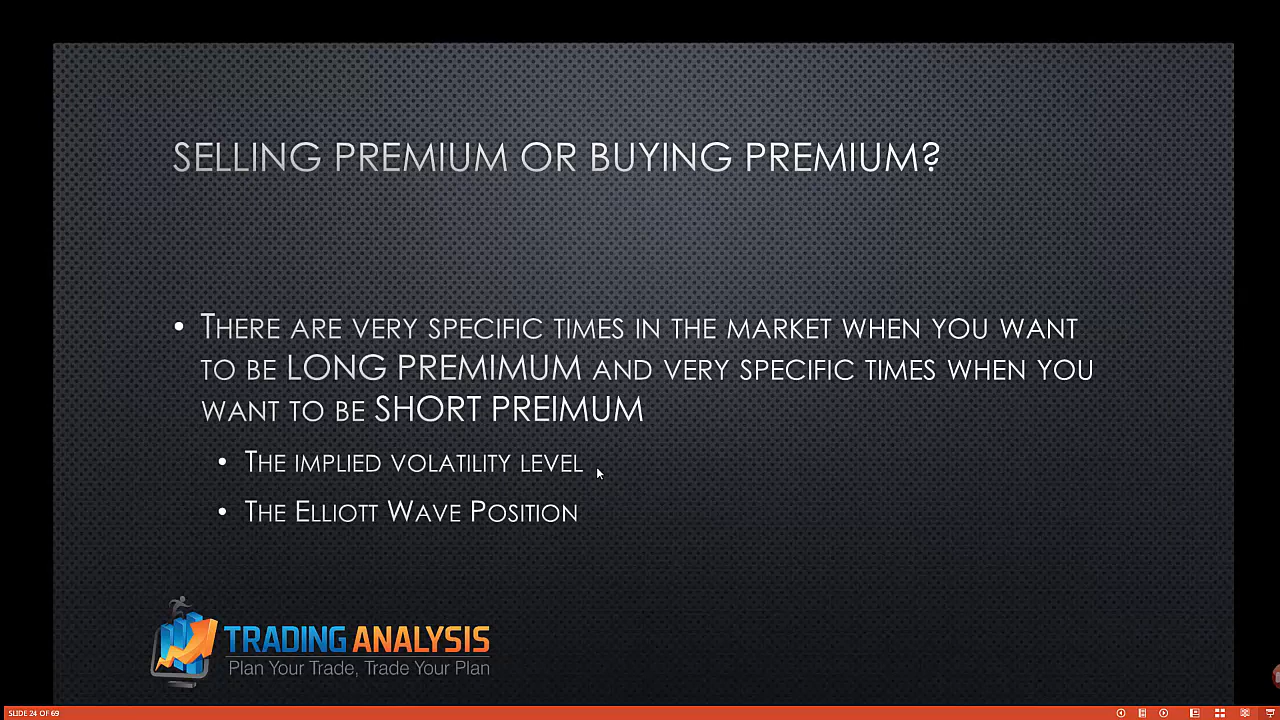 SELLING PREMIUM OR BUYING PREMIUM?
• THERE ARE VERY SPECIFIC TIMES IN THE MARKET WHEN YOU WANT
TO BE LONG PREMIMUM AND VERY SPECIFIC TIMES WHEN YOU
WANT TO BE SHORT PREIMUM
• THE IMPLIED VOLATILITY LEVEL
• THE ELLIOTT WAVE POSITION
TRADING ANALYSIS
Plan Your Trade, Trade Your Plan
SLIDE 24 OF 69